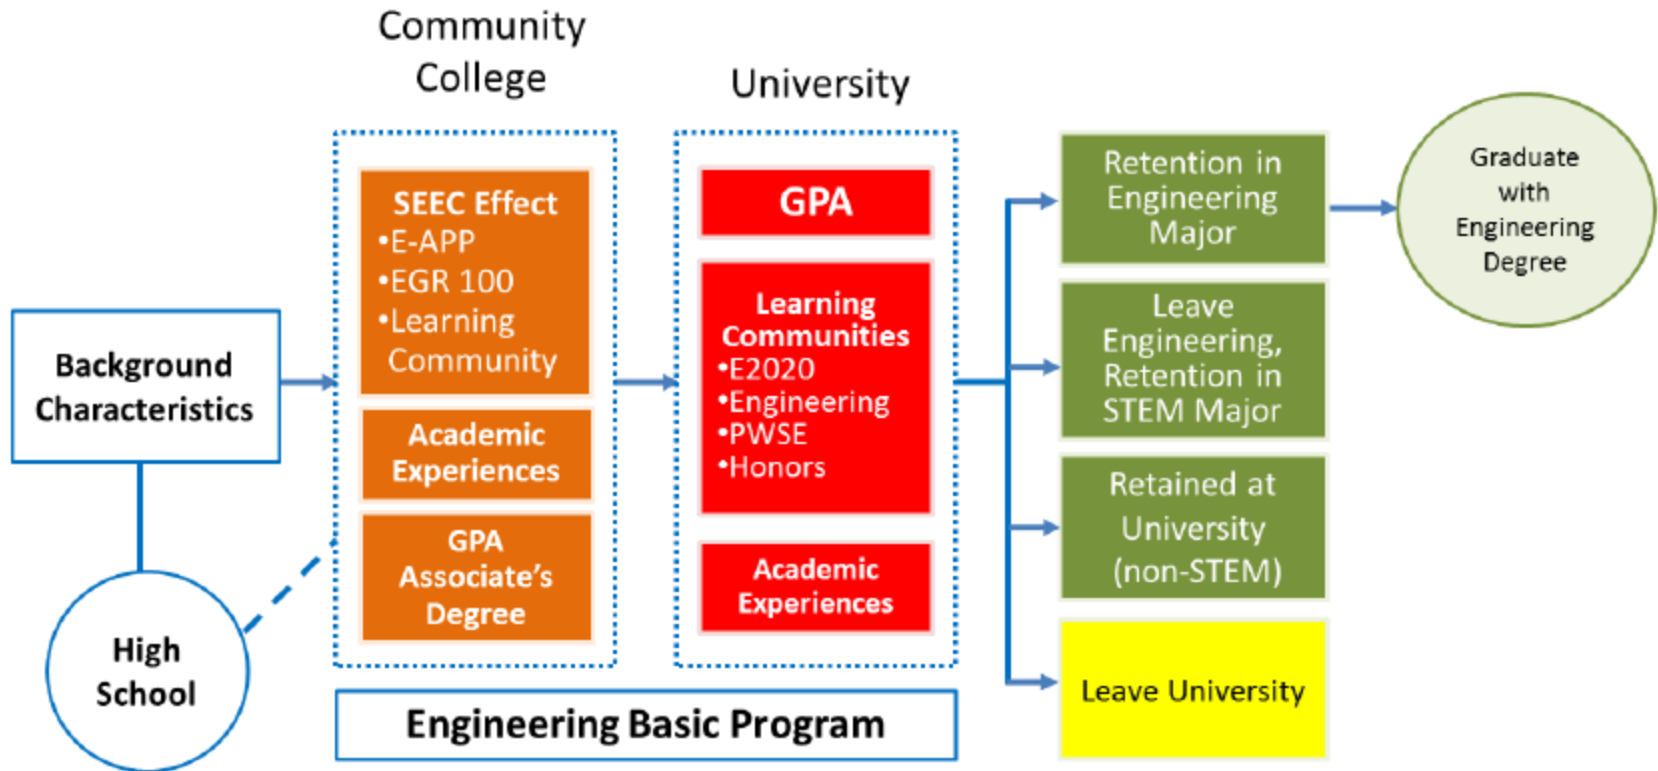 Community
College
University
Background
Characteristics
High
School
SEEC Effect
•E-APP
•EGR 100
•Learning
Community
Academic
Experiences
GPA
Associate's
Degree
GPA
Learning
Communities
•E2020
•Engineering
•PWSE
•Honors
Academic
Experiences
Engineering Basic Program
Retention in
Engineering
Major
Leave
Engineering,
Retention in
STEM Major
Retained at
University
(non-STEM)
Leave University
Graduate
with
Engineering
Degree